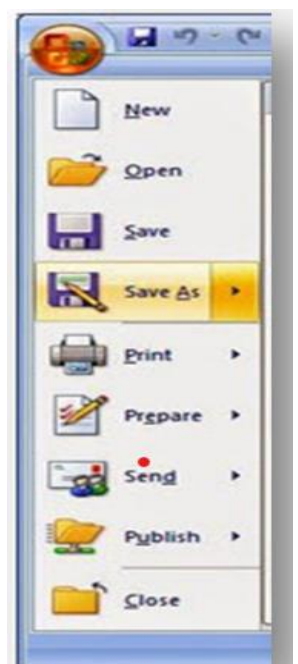 New
Open
Save
Save As
Print
Prepare
Send
Publish
Close